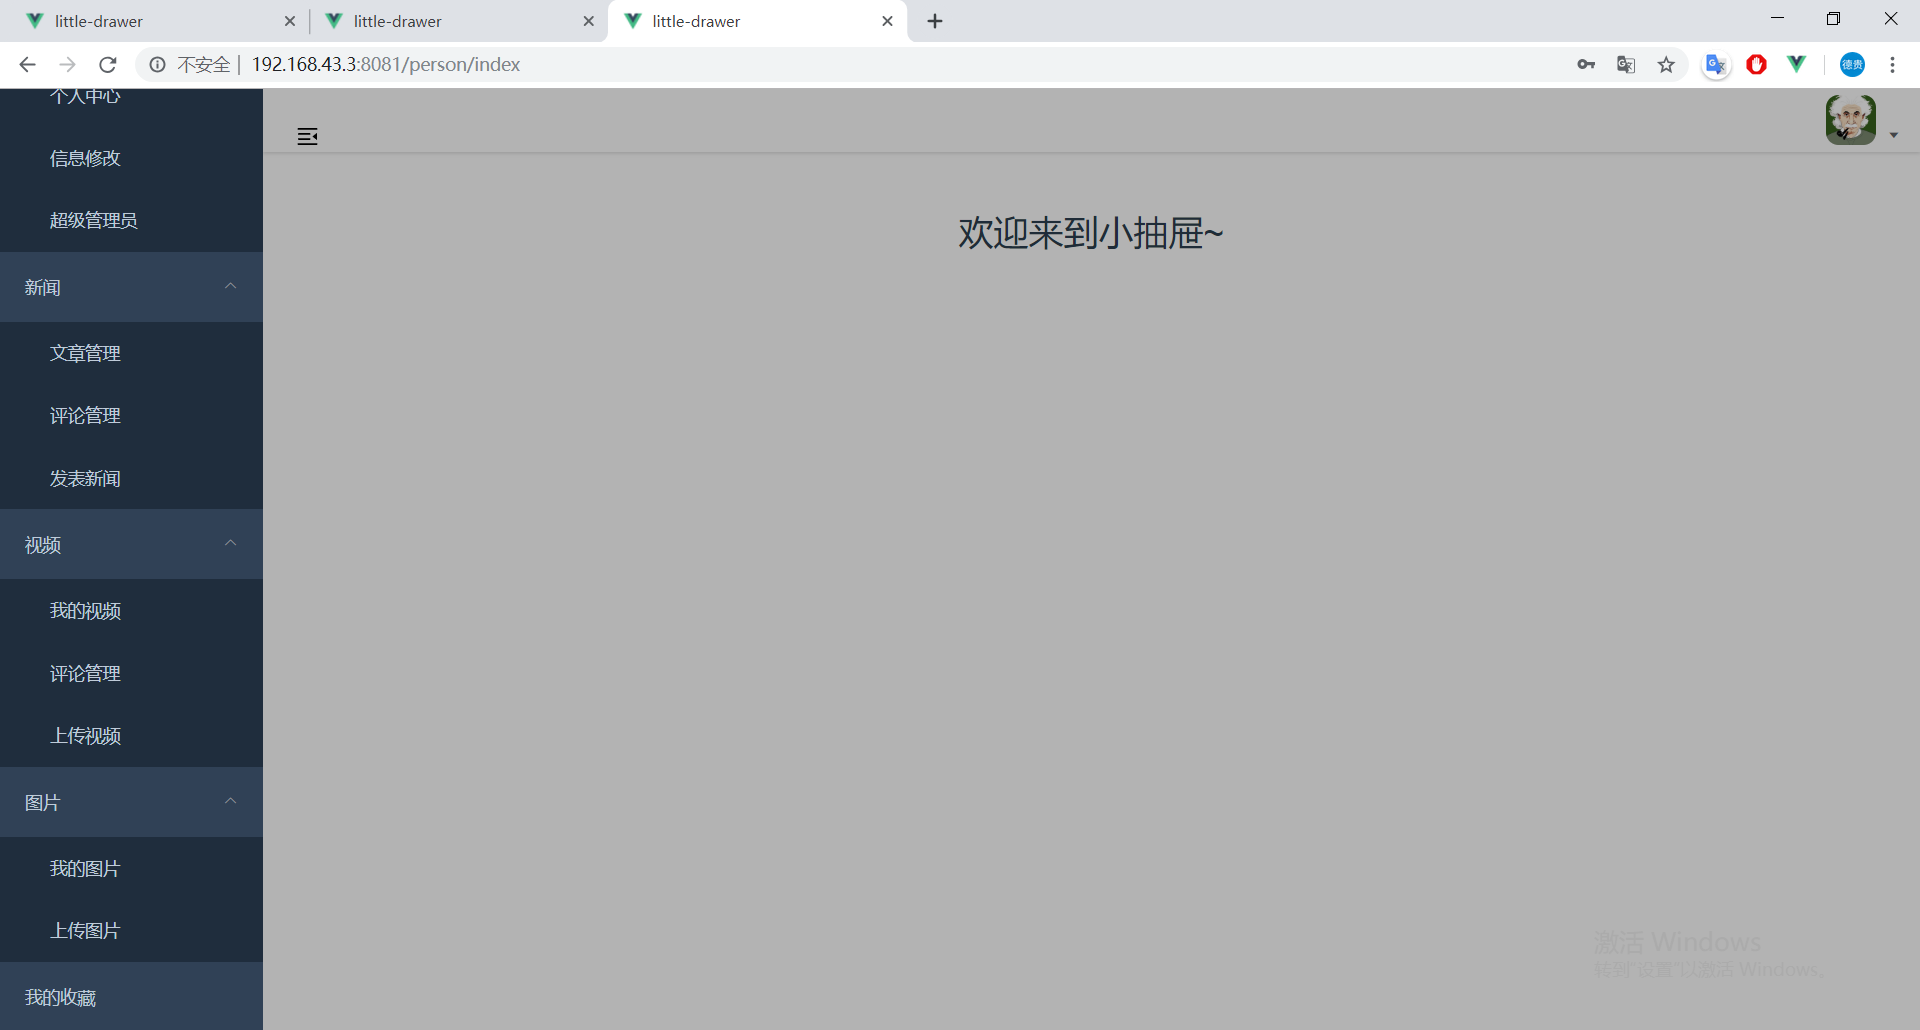 little-drawer
little-drawer
little-drawer
不安全 | 192.168.43.3:8081/person/index
德贵
个人中心
信息修改
超级管理员
新闻
文章管理
评论管理
发表新闻
视频
我的视频
评论管理
上传视频
图片
我的图片
上传图片
我的收藏
欢迎来到小抽屉~
激活 Windows
转到"设置"以激活 Windows。